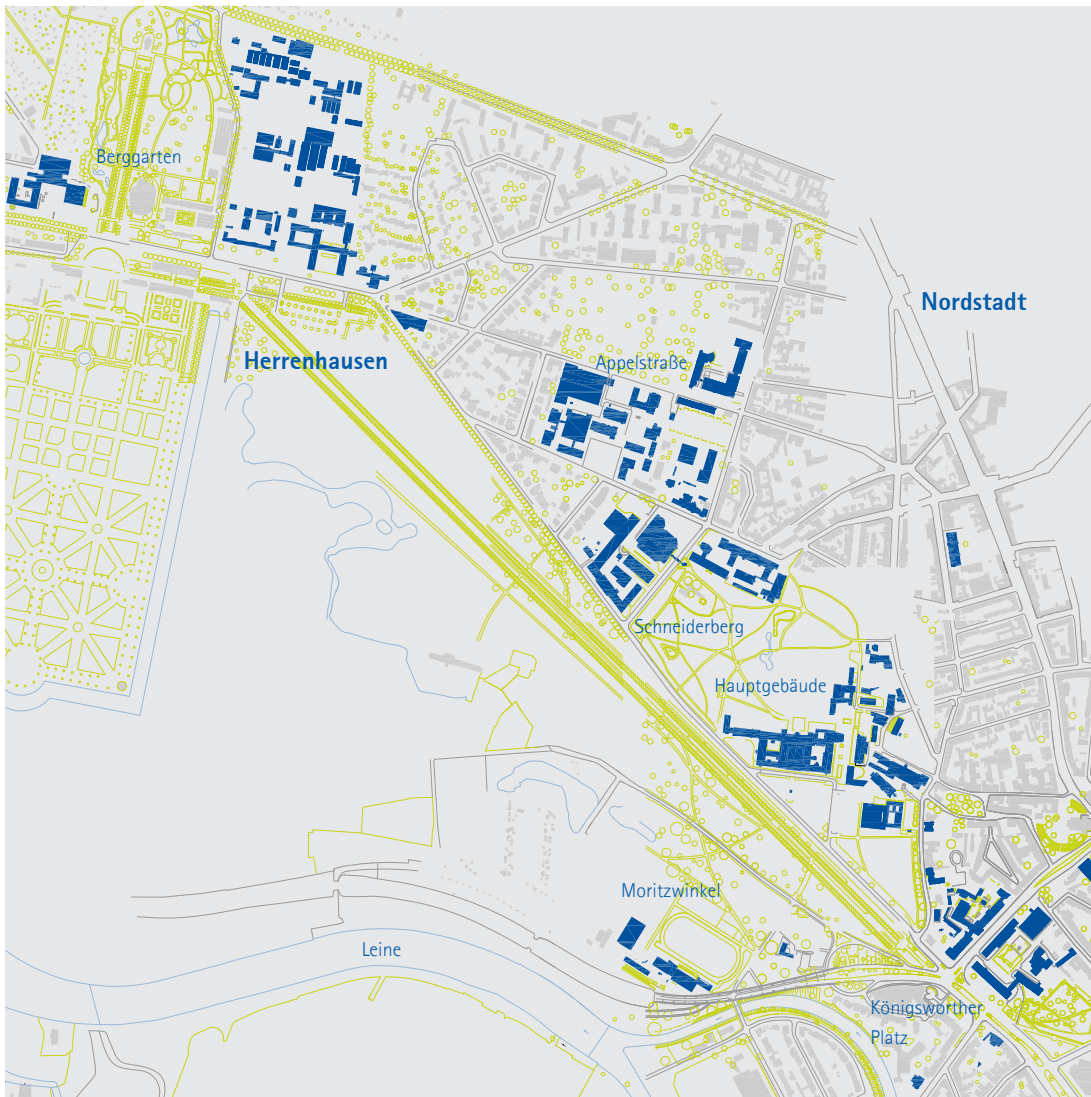 Berggarten
Nordstadt
Herrenhausen
Appelstraße
Schneiderberg
Hauptgebäude
Moritzwinkel
Leine
Königsworther
Platz